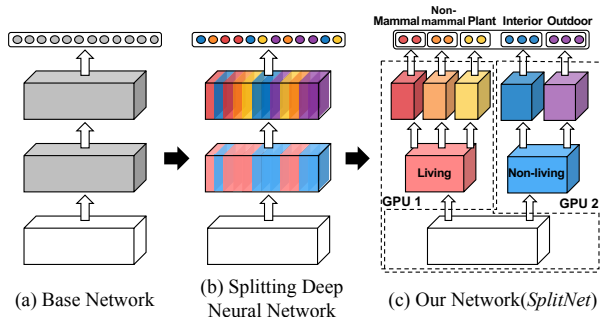 Non-
Mammal mammal Plant Interior Outdoor
Living
Non-living
GPU 1
GPU 2
(a) Base Network
(b) Splitting Deep
Neural Network
(c) Our Network(SplitNet)